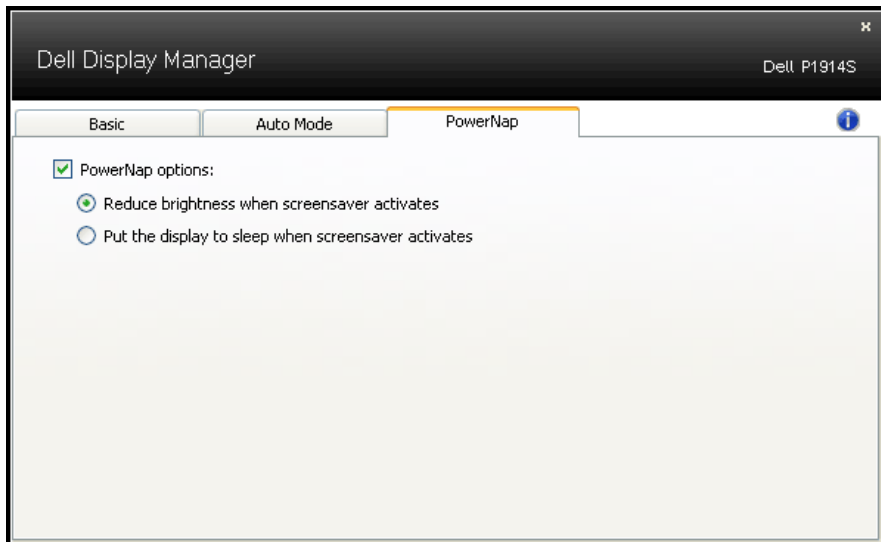 x
Dell Display Manager
Dell P1914S
Basic
Auto Mode
PowerNap
i
PowerNap options:
Reduce brightness when screensaver activates
Put the display to sleep when screensaver activates